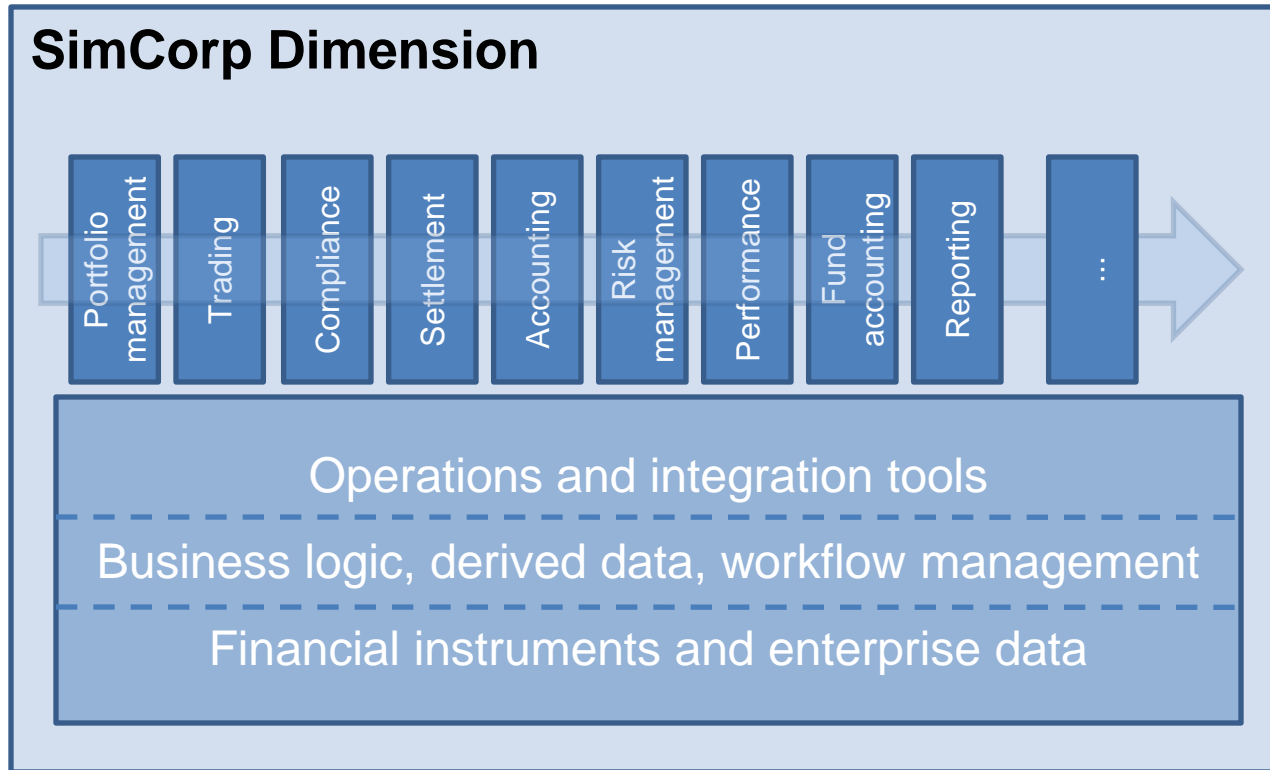 SimCorp Dimension
Portfolio
management
Trading
Compliance
Settlement
Accounting
Risk
management
Performance
Fund
accounting
Reporting
...
Operations and integration tools
Business logic, derived data, workflow management
Financial instruments and enterprise data